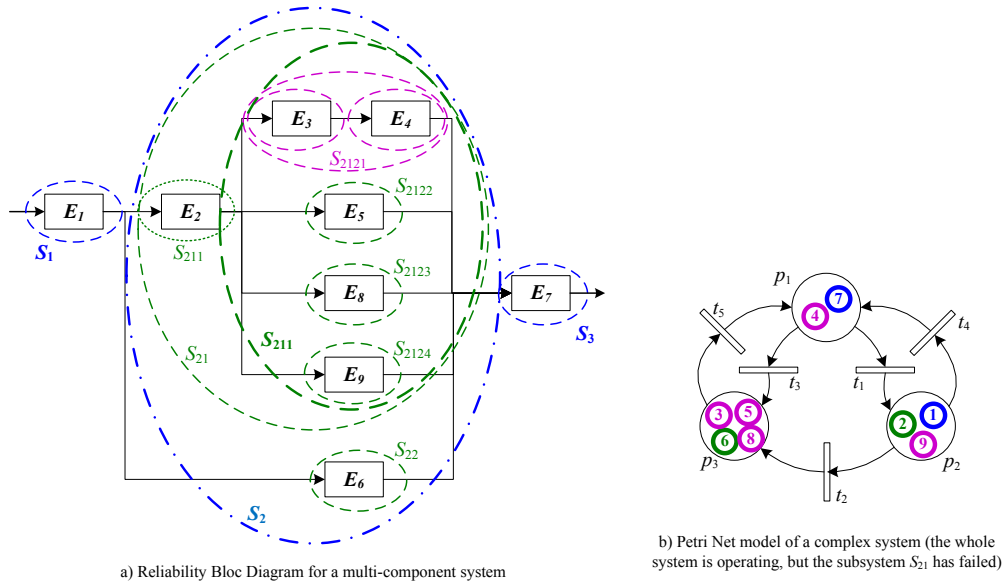 E3
E4
S2121
S2122
E1
E2
E5
S1
S211
S2123
E8
E7
S3
S211
S2124
S21
E9
S22
E6
S2
a) Reliability Bloc Diagram for a multi-component system
p1
7
4
t5
t4
t3
t1
3
5
6
8
p3
2
1
9
p2
t2
b) Petri Net model of a complex system (the whole
system is operating, but the subsystem S21 has failed)